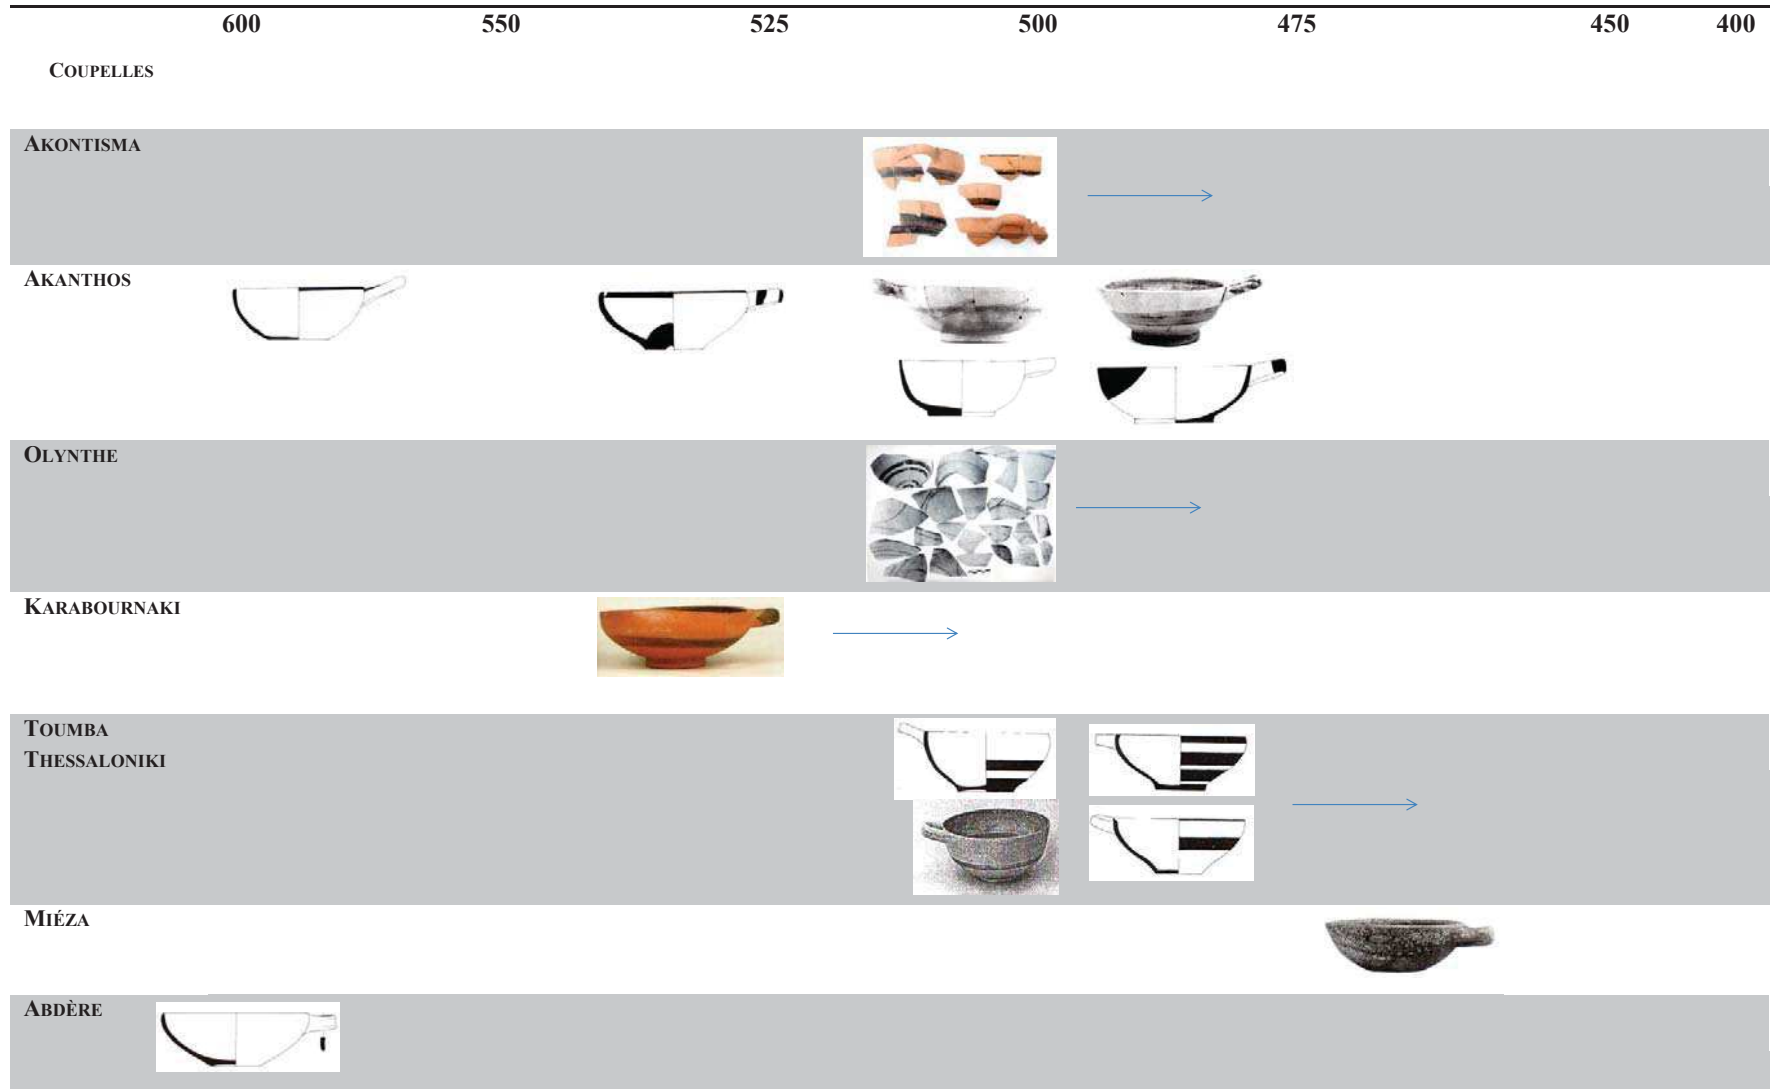 600 550 525 500 475 450 400
COUPELLES
AKONTISMA
AKANTHOS
OLYNTHE
KARABOURNAKI
TOUMBA
THESSALONIKI
MIÉZA
ABDÈRE